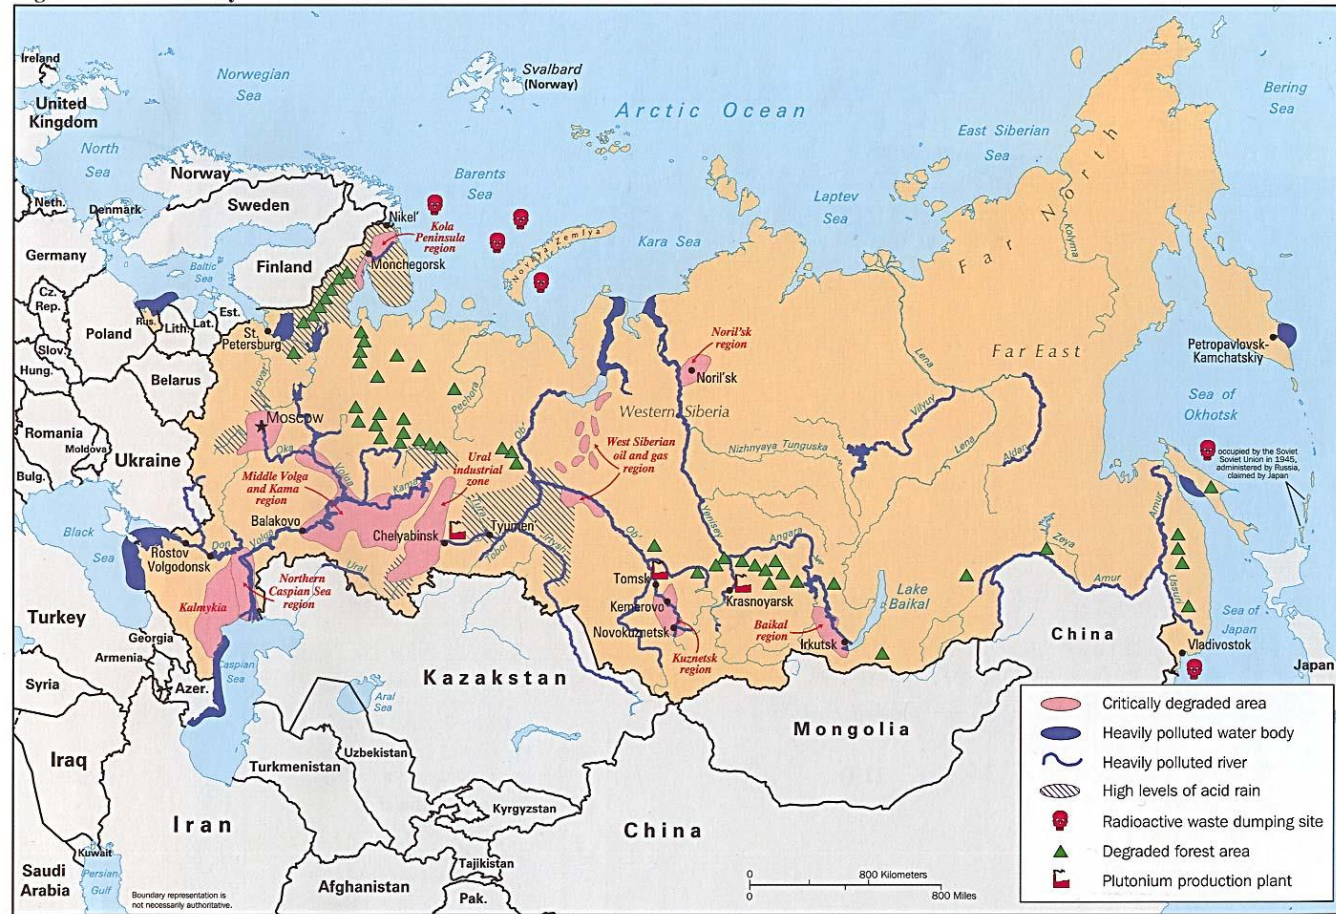 Ireland
United
Kingdom
Norwegian
Sea
Svalbard
(Norway)
Arctic Ocean
Bering
Sea
North
Sea
East Siberian
Sea
Norway
Barents
Sea
Laptev
Sea
Neth.
Denmark
Sweden
Nikel'
Kola
Peninsula
region
Kara Sea
Novaya Zemlya
Far North
Kolyma
Germany
Baltic
Sea
Finland
Monchegorsk
Cz.
Rep.
Poland
Rus.
Lith.
Lat.
Est.
St.
Petersburg
Noril'sk
region
Noril'sk
Lena
Far East
Petropavlovsk-
Kamchatskiy
Slov.
Hung.
Belarus
Lovat'
Pechora
Ob'
Western Siberia
Vilyuy
Sea of
Okhotsk
Romania
Moldova
Bulg.
Ukraine
Moscow
Oka
Volga
Kama
Ural
industrial
zone
West Siberian
oil and gas
region
Nizhnyaya Tunguska
Lena
Aldan
occupied by the Soviet
Soviet Union in 1945,
administered by Russia,
claimed by Japan
Middle Volga
and Kama
region
Black
Sea
Balakovo
Chelyabinsk
Tyumen'
Tura
Tobol
Irtysh
Ob'
Yenisey
Angara
Zeya
Amur
Amur
Ussuri
Rostov
Volgodonsk
Don
Volga
Ural
Tomsk
Krasnoyarsk
Lake
Baikal
Northern
Caspian Sea
region
Kalmykia
Kemerovo
Novokuznetsk
Baikal
region
Irkutsk
China
Sea of
Japan
Vladivostok
Turkey
Georgia
Armenia
Azer.
Caspian
Sea
Kuznetsk
region
Japan
Syria
Aral
Sea
Kazakstan
Mongolia
Iraq
Uzbekistan
Turkmenistan
Kyrgyzstan
Iran
China
Tajikistan
Kuwait
Saudi
Arabia
Persian
Gulf
Afghanistan
Pak.
Boundary representation is
not necessarily authoritative.
0
800 Kilometers
0
800 Miles
Critically degraded area
Heavily polluted water body
Heavily polluted river
High levels of acid rain
Radioactive waste dumping site
Degraded forest area
Plutonium production plant